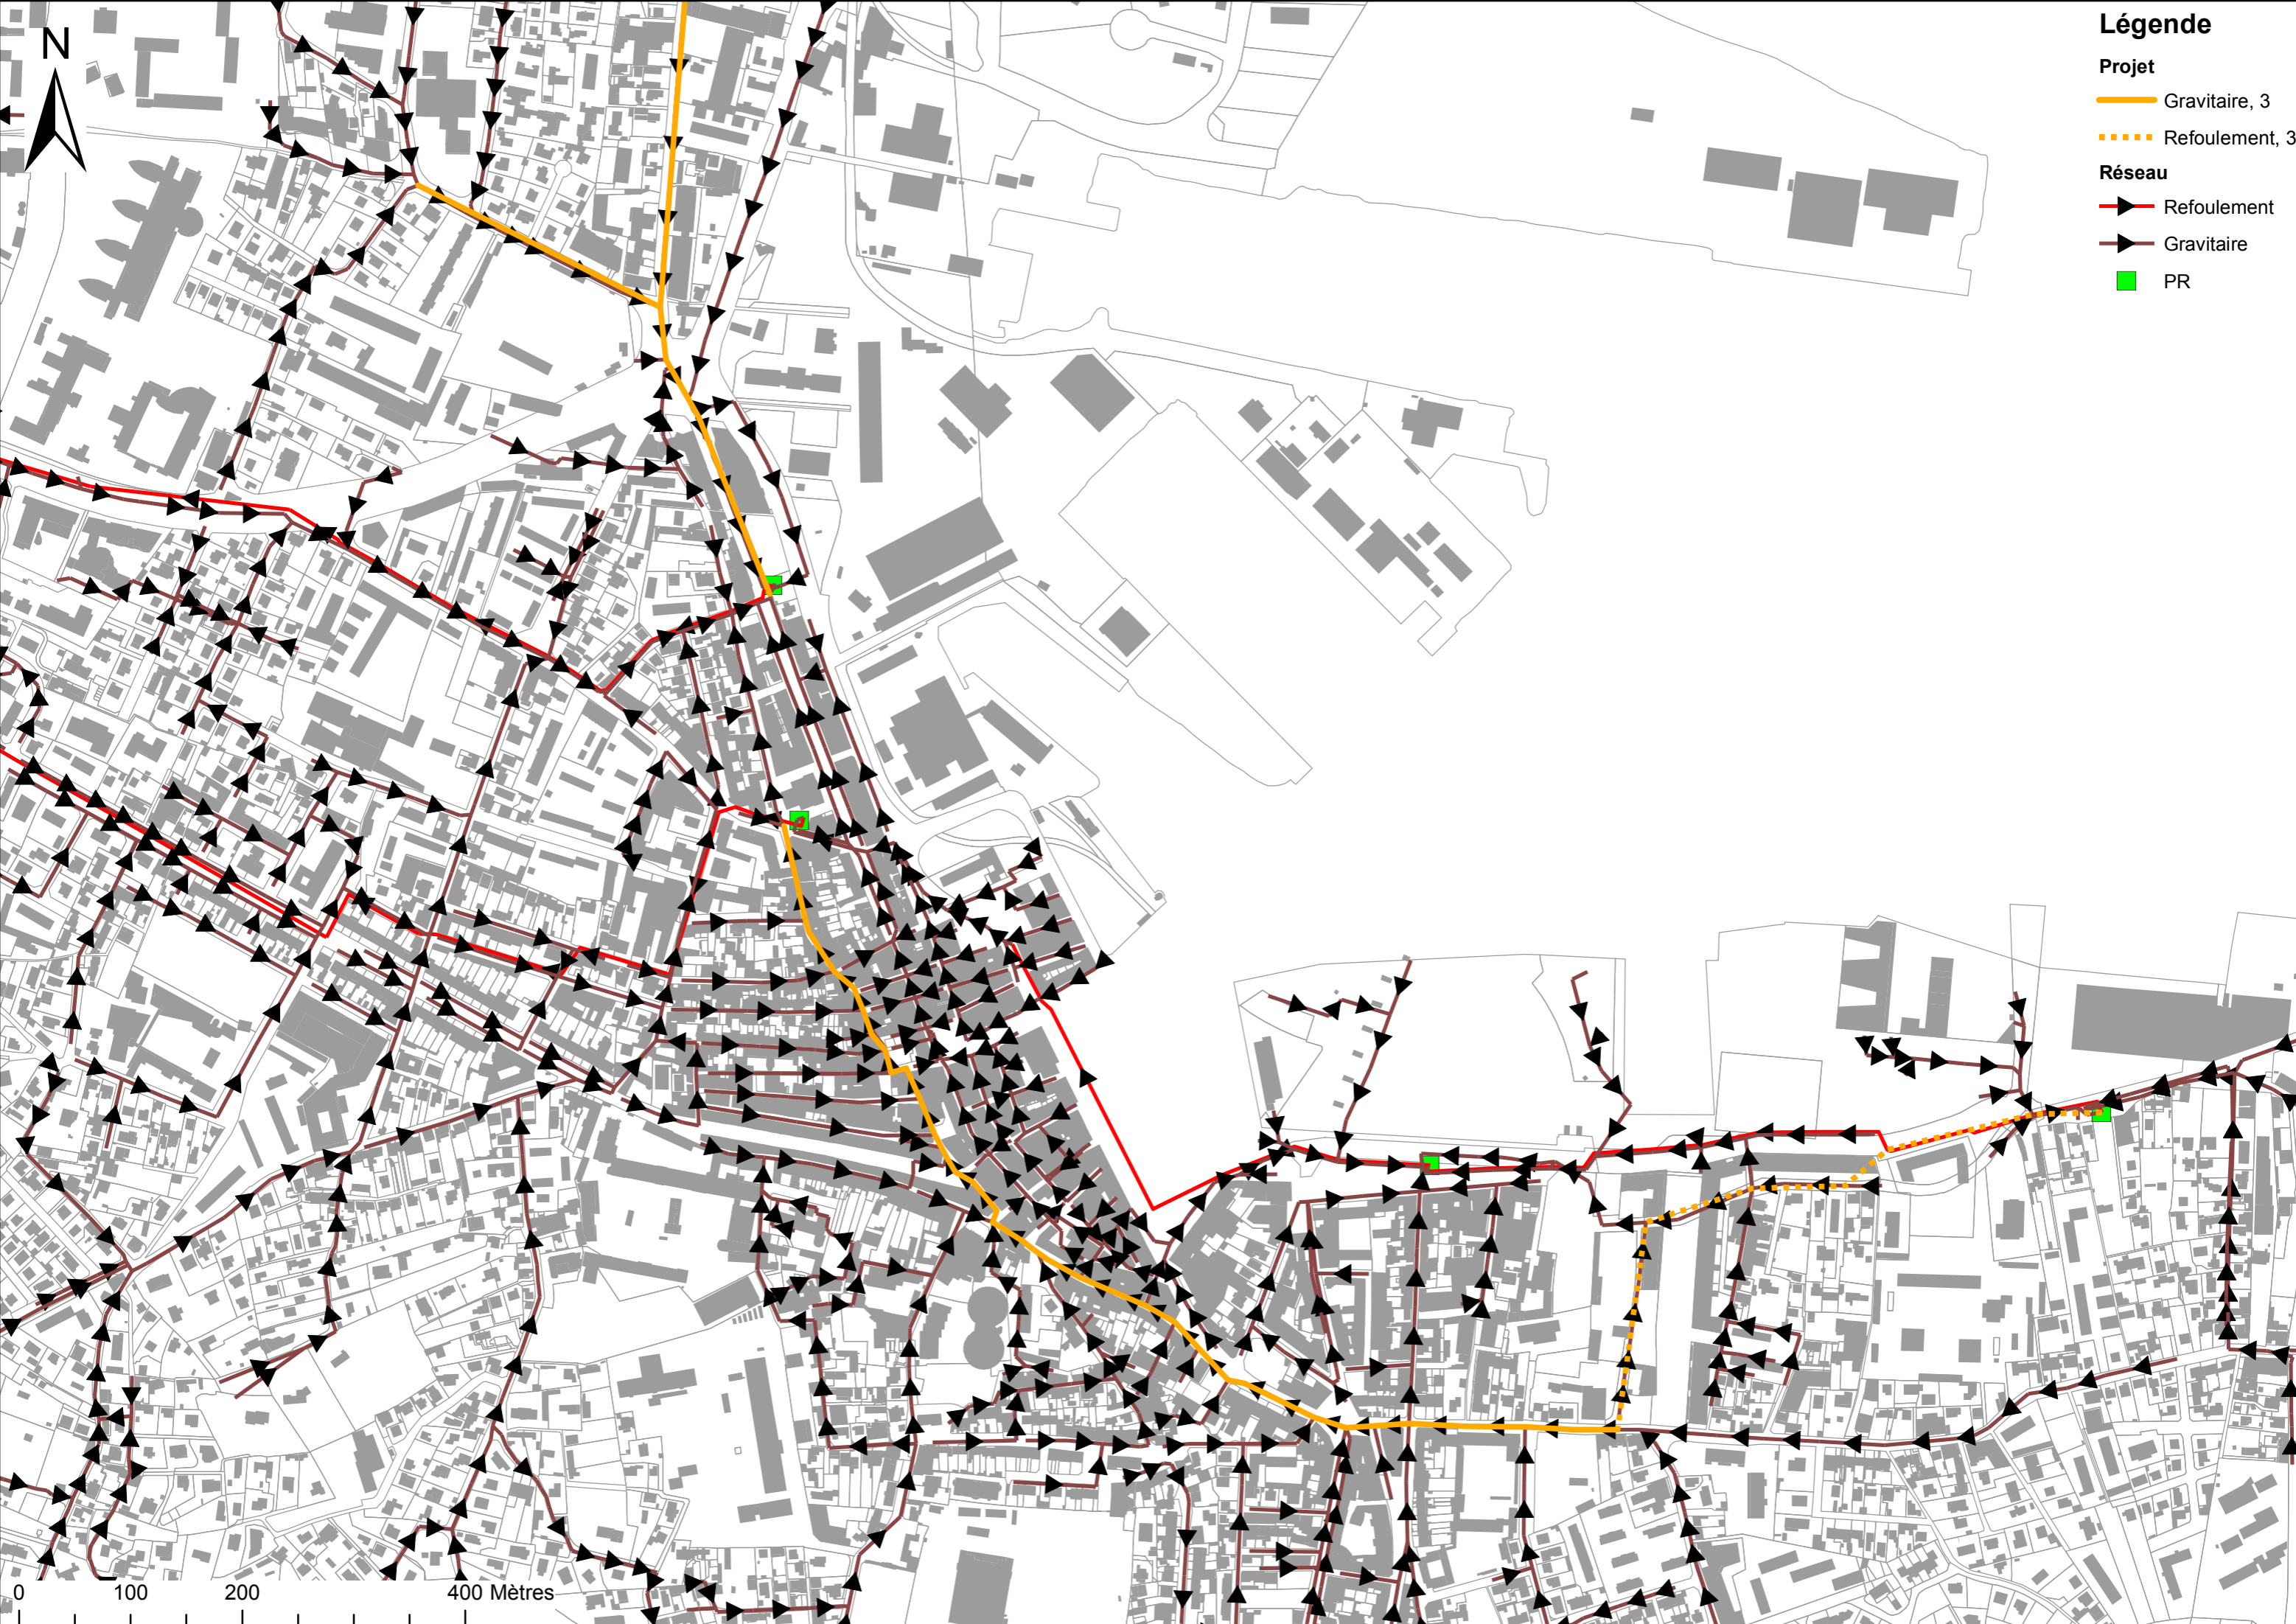 N
Légende
Projet
Gravitaire, 3
Refoulement, 3
Réseau
Refoulement
Gravitaire
PR
0 100 200 400 Mètres